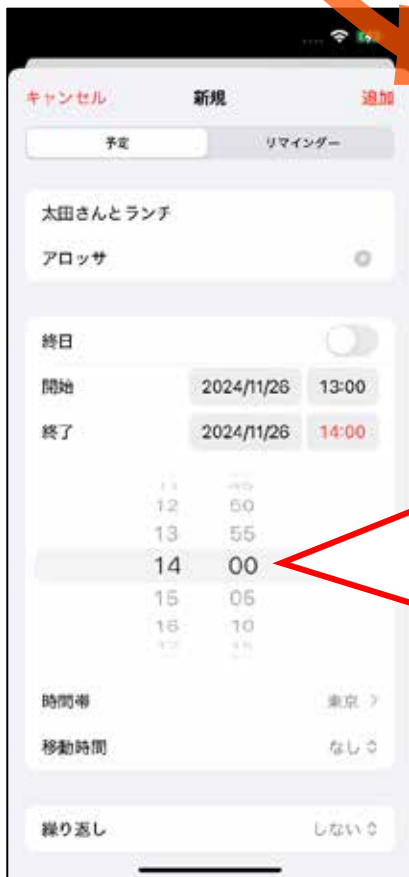 キャンセル 新規 追加
予定 リマインダー
太田さんとランチ
アロッサ
終日
開始 2024/11/26 13:00
終了 2024/11/26 14:00
12 50
13 55
14 00
15 05
16 10
時間帯 東京
移動時間 なし
繰り返し しない